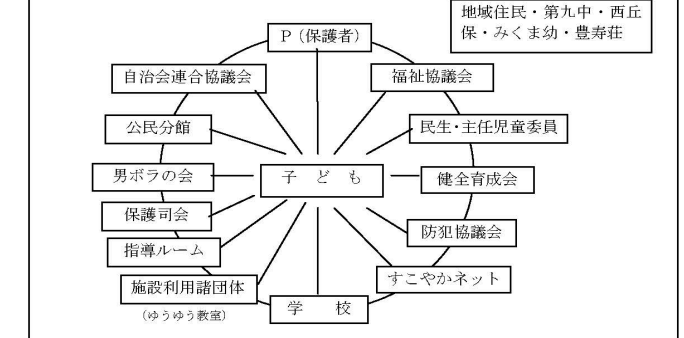 地域住民・第九中・西丘
保・みくま幼・豊寿荘
P（保護者）
自治会連合協議会
福祉協議会
公民分館
民生・主任児童委員
男ボラの会
子ども
健全育成会
保護司会
防犯協議会
指導ルーム
すこやかネット
施設利用諸団体
（ゆうゆう教室）
学校